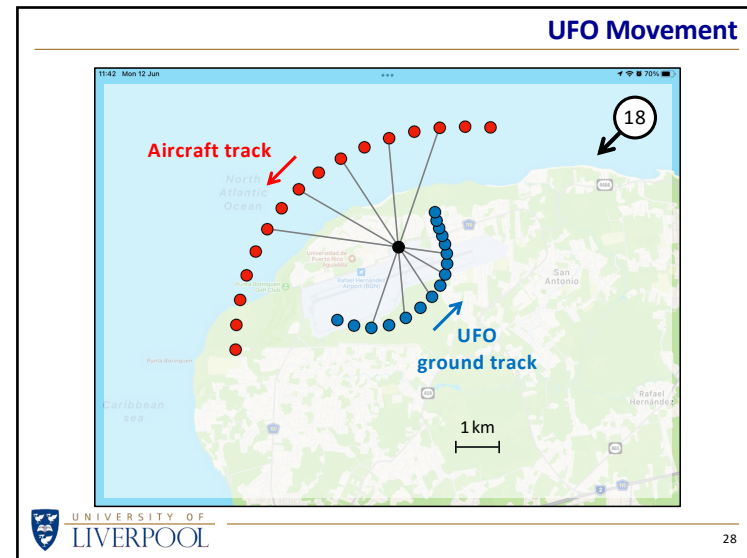 UFO Movement
11:42 Mon 12 Jun
70%
18
Aircraft track
North
Atlantic
Ocean
Universidad de
Puerto Rico
Aguadilla
Rafael Hernández
Airport (BQN)
Punta Borinquen
Golf Club
San
Antonio
UFO
ground track
Punta Borinquen
Caribbean
sea
Rafael
Hernández
1 km
UNIVERSITY OF
LIVERPOOL
28